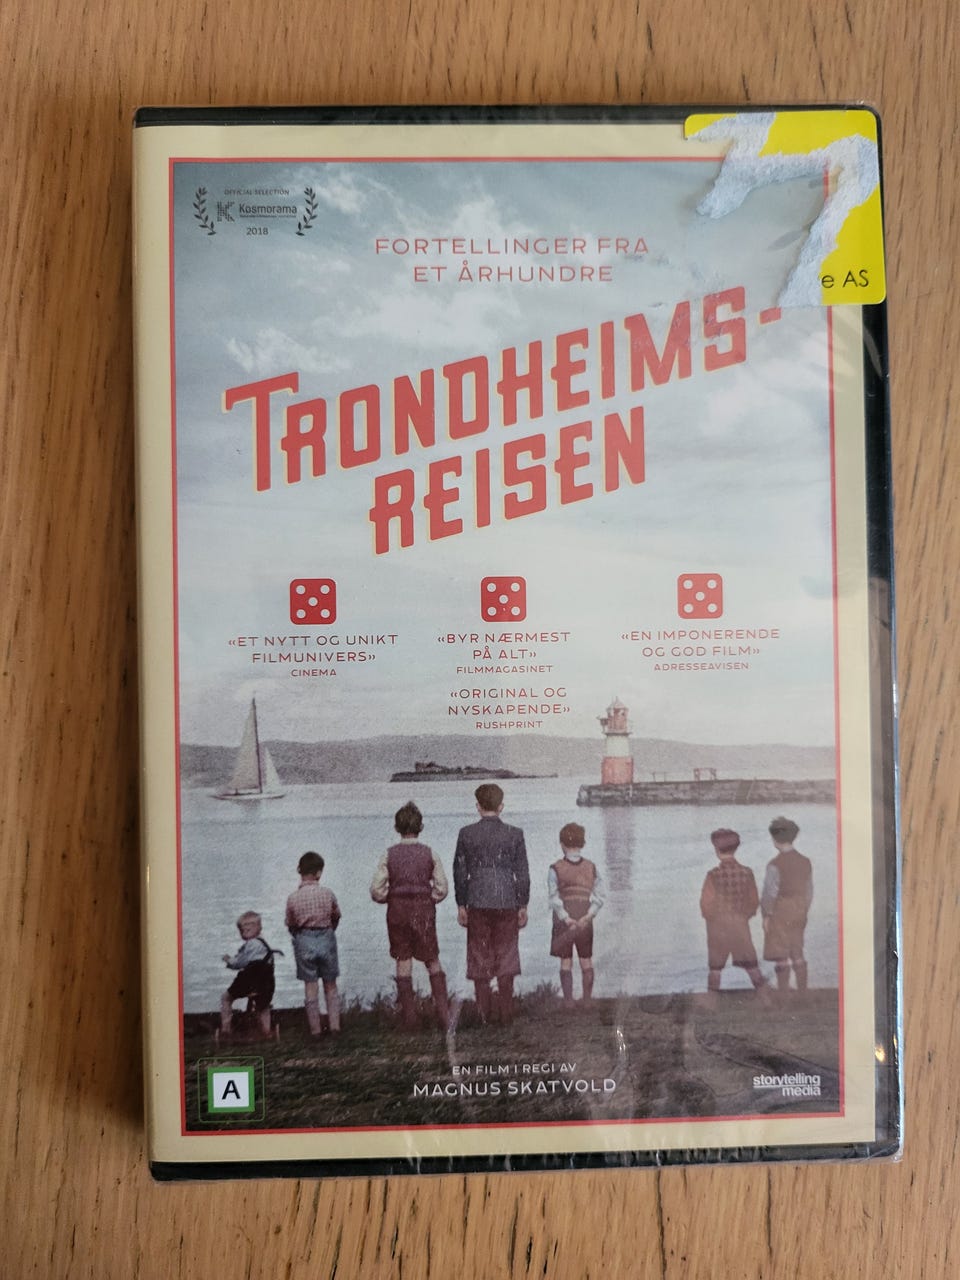 OFFICIAL SELECTION
K Kosmorama
2018
FORTELLINGER FRA
ET ÅRHUNDRE
e AS
TRONDHEIMS-
REISEN
«ET NYTT OG UNIKT
FILMUNIVERS»
CINEMA
«BYR NÆRMEST
PÅ ALT»
FILMMAGASINET
«EN IMPONERENDE
OG GOD FILM»
ADRESSEAVISEN
«ORIGINAL OG
NYSKAPENDE»
RUSHPRINT
EN FILM I REGI AV
MAGNUS SKATVOLD
A
storytelling
media